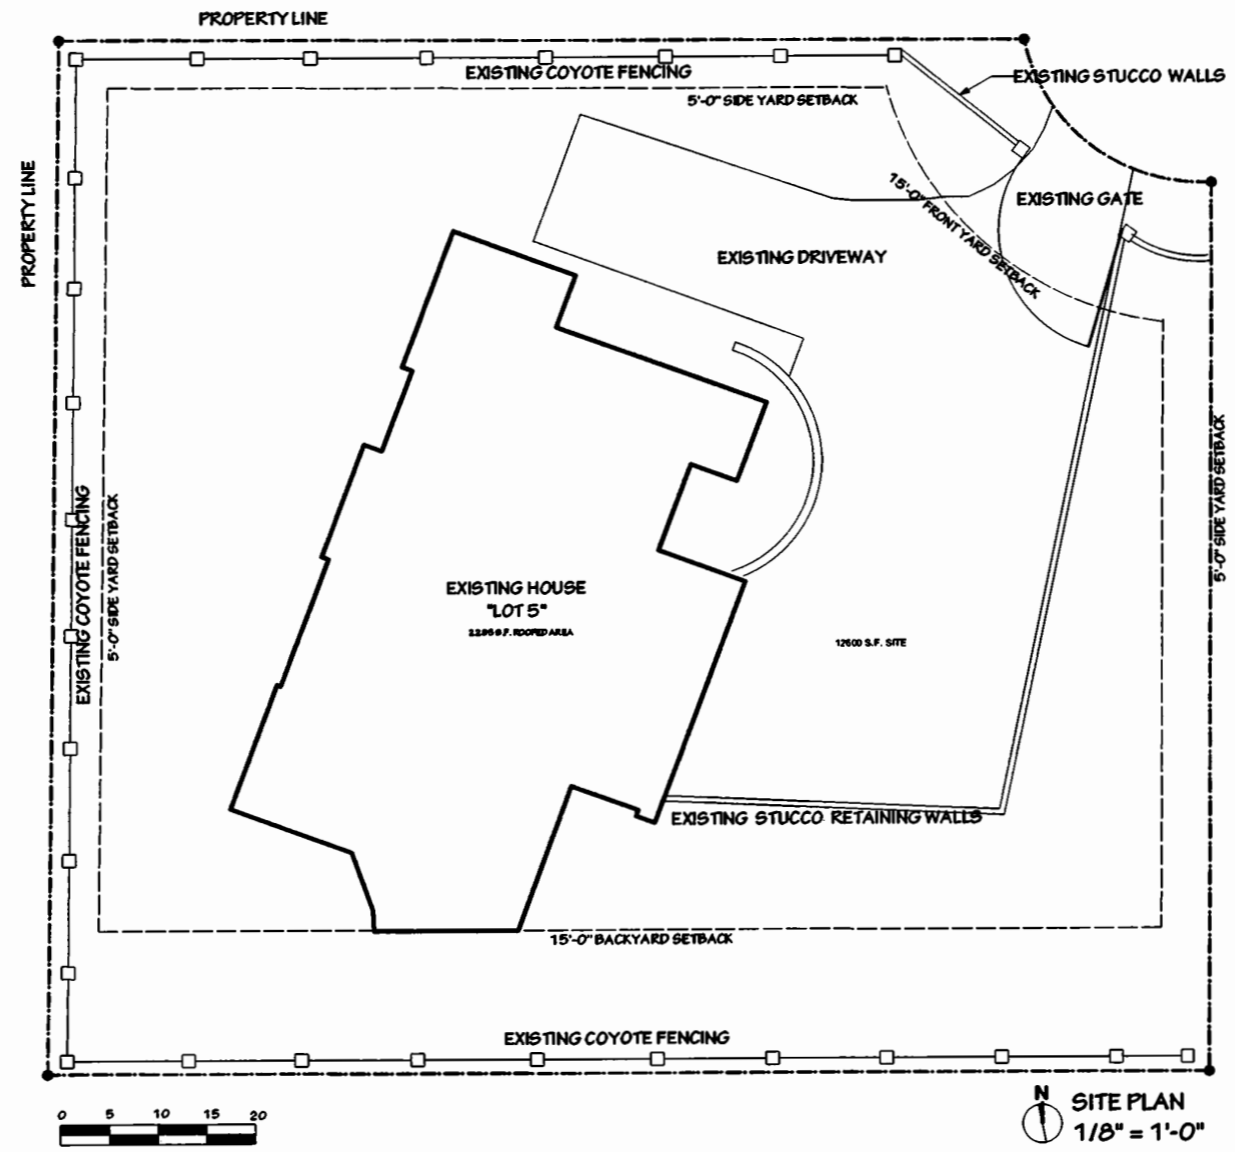 PROPERTY LINE
EXISTING COYOTE FENCING
EXISTING STUCCO WALLS
5'-0" SIDE YARD SETBACK
PROPERTY LINE
15'-0" FRONT YARD SETBACK
EXISTING GATE
EXISTING DRIVEWAY
EXISTING COYOTE FENCING
5'-0" SIDE YARD SETBACK
5'-0" SIDE YARD SETBACK
EXISTING HOUSE
"LOT 5"
S.F. ROOFED AREA
12600 S.F. SITE
EXISTING STUCCO RETAINING WALLS
15'-0" BACKYARD SETBACK
EXISTING COYOTE FENCING
0 5 10 15 20
N
SITE PLAN
1/8" = 1'-0"